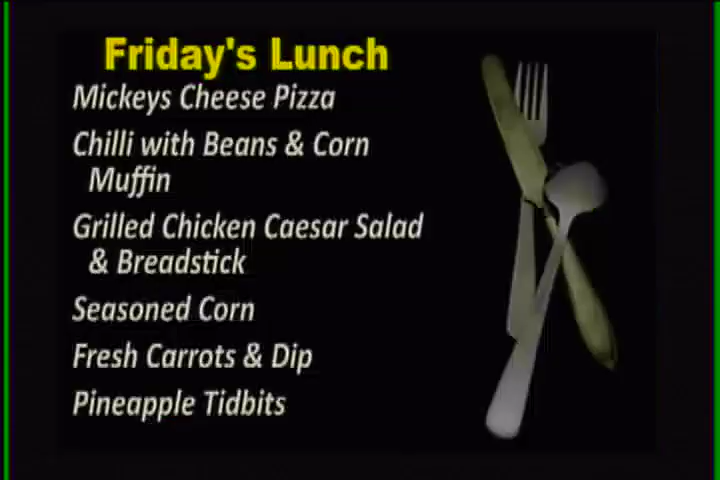 Friday's Lunch
Mickeys Cheese Pizza
Chilli with Beans & Corn
Muffin
Grilled Chicken Caesar Salad
& Breadstick
Seasoned Corn
Fresh Carrots & Dip
Pineapple Tidbits